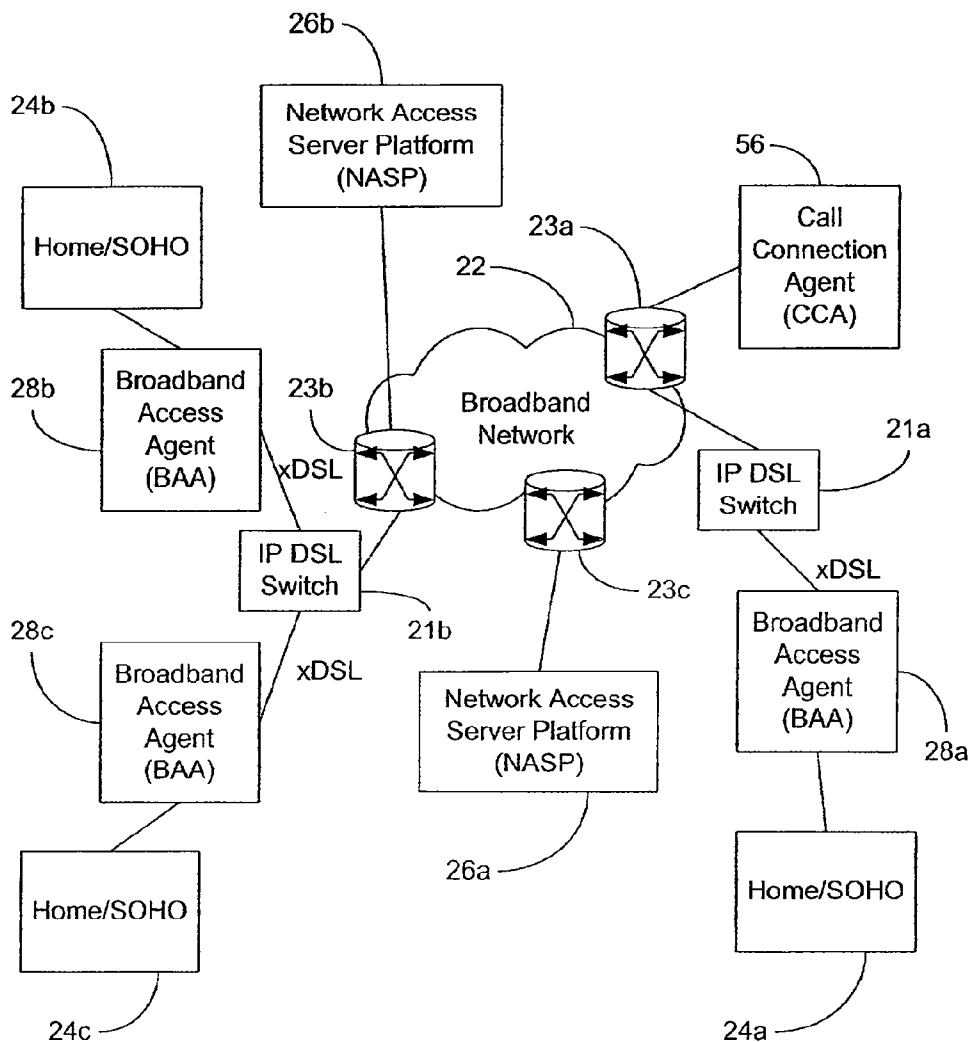 26b
Network Access
Server Platform
(NASP)
24b
Home/SOHO
56
Call
Connection
Agent
(CCA)
23a
22
Broadband
Network
28b
Broadband
Access
Agent
(BAA)
23b
xDSL
21a
IP DSL
Switch
IP DSL
Switch
21b
23c
xDSL
28c
Broadband
Access
Agent
(BAA)
xDSL
Network Access
Server Platform
(NASP)
Broadband
Access
Agent
(BAA)
28a
26a
Home/SOHO
24c
Home/SOHO
24a